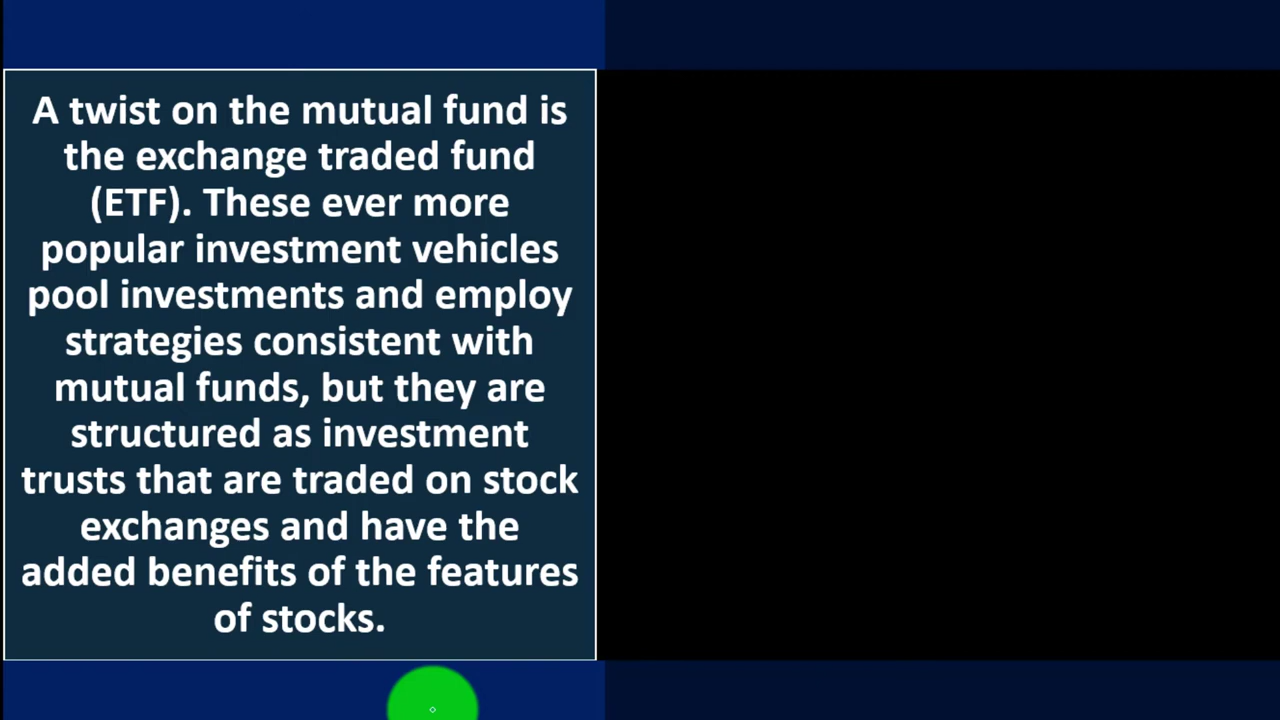 A twist on the mutual fund is
the exchange traded fund
(ETF). These ever more
popular investment vehicles
pool investments and employ
strategies consistent with
mutual funds, but they are
structured as investment
trusts that are traded on stock
exchanges and have the
added benefits of the features
of stocks.